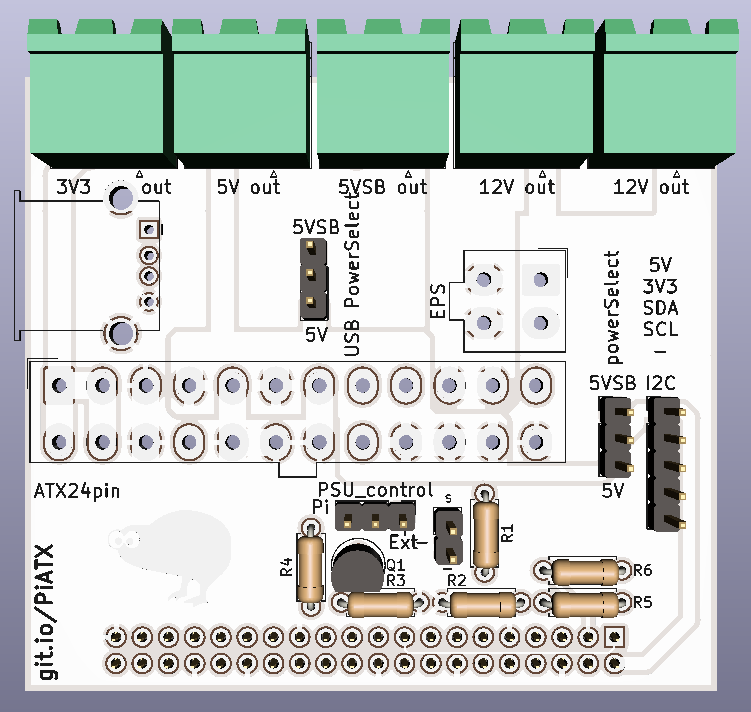 3V3 out
5V out
5VSB out
12V out
12V out
5VSB
USB PowerSelect
5V
EPS
powerSelect
5V
3V3
SDA
SCL
–
5VSB
I2C
5V
ATX24pin
PSU_control
Pi
Ext–
s
–
R1
R4
Q1
R3
R2
R6
R5
git.io/PiATX